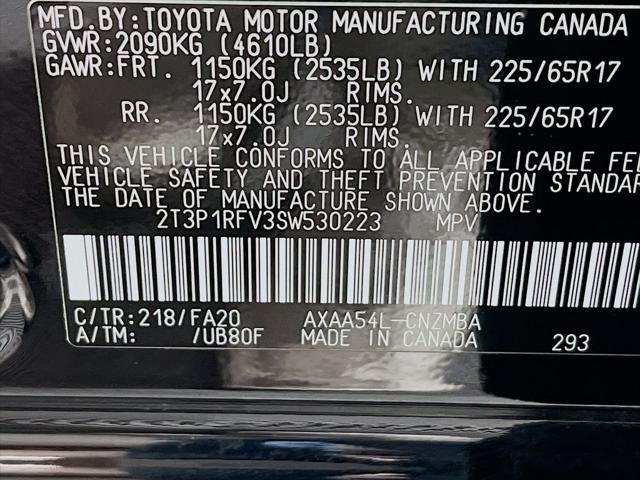 MFD. BY: TOYOTA MOTOR MANUFACTURING CANADA
GVWR: 2090KG (4610LB)
GAWR: FRT. 1150KG (2535LB) WITH 225/65R17
17x7.0J RIMS.
RR. 1150KG (2535LB) WITH 225/65R17
17x7.0J RIMS.
THIS VEHICLE CONFORMS TO ALL APPLICABLE
VEHICLE SAFETY AND THEFT PREVENTION
THE DATE OF MANUFACTURE SHOWN ABOVE.
2T3P1RFV3SW530223 MPV
C/TR: 218/FA20 AXAA54L-CNZMBA
A/TM: /UB80F MADE IN CANADA 293